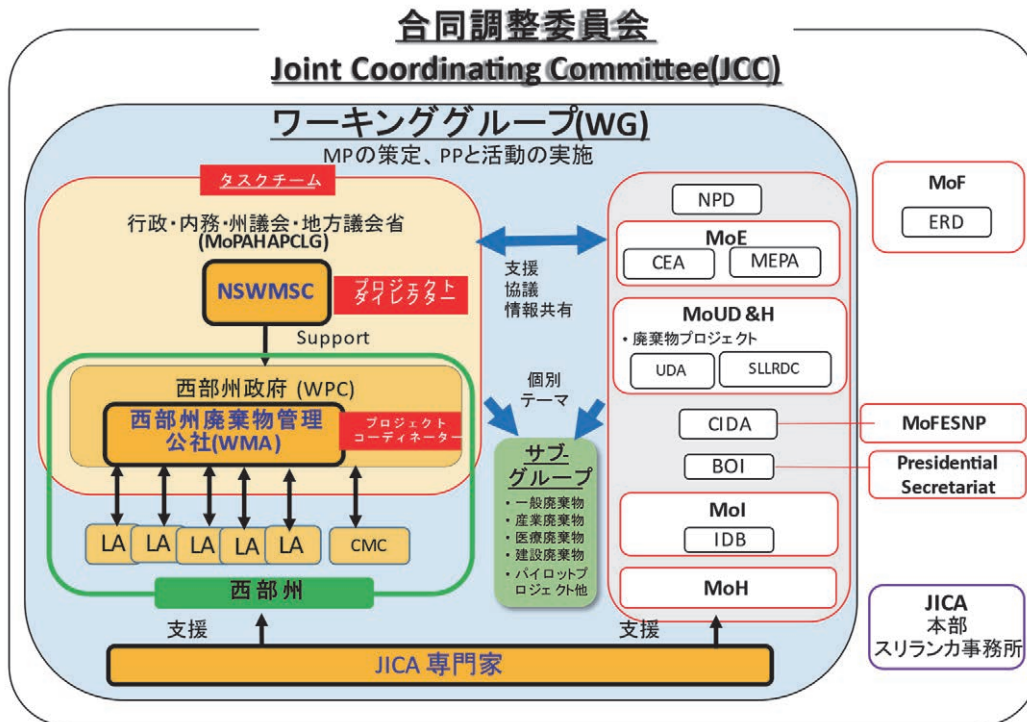 合同調整委員会
Joint Coordinating Committee(JCC)
ワーキンググループ(WG)
MPの策定、PPと活動の実施
タスクチーム
行政・内務・州議会・地方議会省
(MoPAHAPCLG)
NSWMSC
プロジェクト
ダイレクター
Support
西部州政府 (WPC)
西部州廃棄物管理
公社(WMA)
プロジェクト
コーディネーター
LA
LA
LA
LA
LA
CMC
西部州
支援
協議
情報共有
個別
テーマ
サブ-
グループ
・一般廃棄物
・産業廃棄物
・医療廃棄物
・建設廃棄物
・パイロットプ
ロジェクト他
NPD
MoE
CEA
MEPA
MoUD &H
・廃棄物プロジェクト
UDA
SLLRDC
CIDA
BOI
MoI
IDB
MoH
MoF
ERD
MoFESNP
Presidential
Secretariat
JICA
本部
スリランカ事務所
支援
支援
JICA 専門家